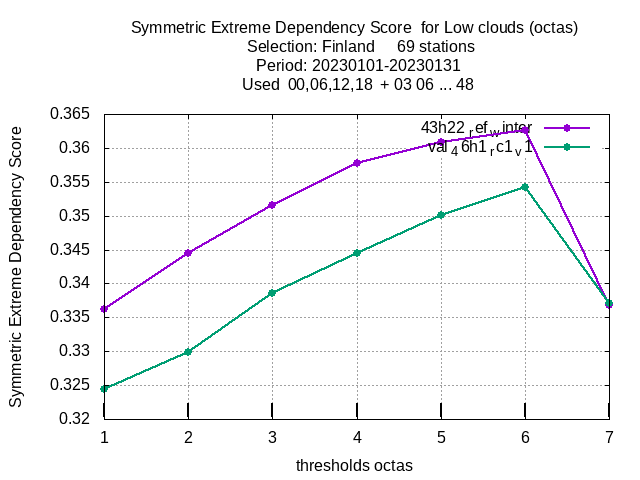 Symmetric Extreme Dependency Score  for Low clouds (octas)
Selection: Finland     69 stations
Period: 20230101-20230131
Used  00,06,12,18  + 03 06 ... 48
Symmetric Extreme Dependency Score
0.365
0.36
0.355
0.35
0.345
0.34
0.335
0.33
0.325
0.32
43h22_ref_winter
val_46h1_rc1_v1
1 2 3 4 5 6 7
thresholds octas